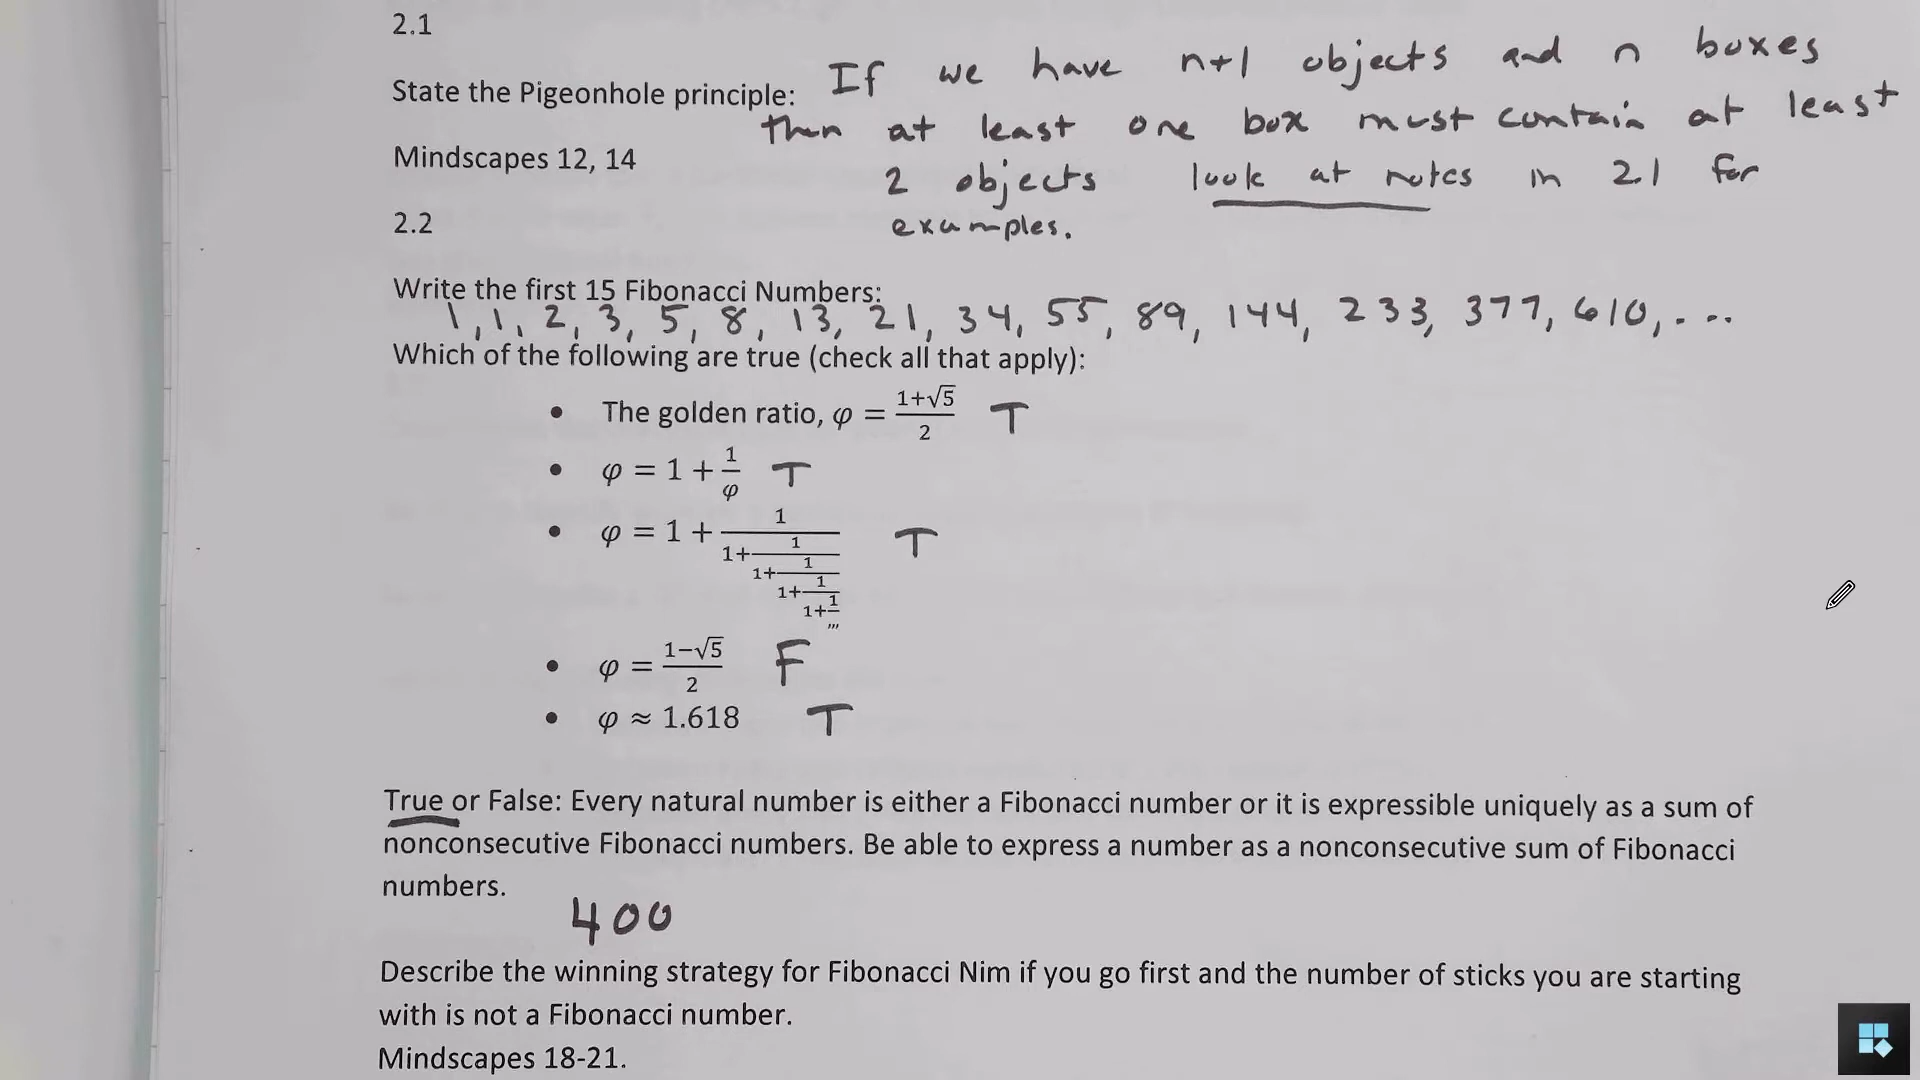 2.1
If we have n+1 objects and n boxes
State the Pigeonhole principle:
then at least one box must contain at least
Mindscapes 12, 14
2 objects look at notes in 2.1 for
2.2
examples.
Write the first 15 Fibonacci Numbers:
1, 1, 2, 3, 5, 8, 13, 21, 34, 55, 89, 144, 233, 377, 610, ...
Which of the following are true (check all that apply):
• The golden ratio, φ = (1+√5)/2 T
• φ = 1 + 1/φ T
• φ = 1 + 1/(1+1/(1+1/(1+1/(1+1/,,,)))) T
• φ = (1−√5)/2 F
• φ ≈ 1.618 T
True or False: Every natural number is either a Fibonacci number or it is expressible uniquely as a sum of
nonconsecutive Fibonacci numbers. Be able to express a number as a nonconsecutive sum of Fibonacci
numbers.
400
Describe the winning strategy for Fibonacci Nim if you go first and the number of sticks you are starting
with is not a Fibonacci number.
Mindscapes 18-21.